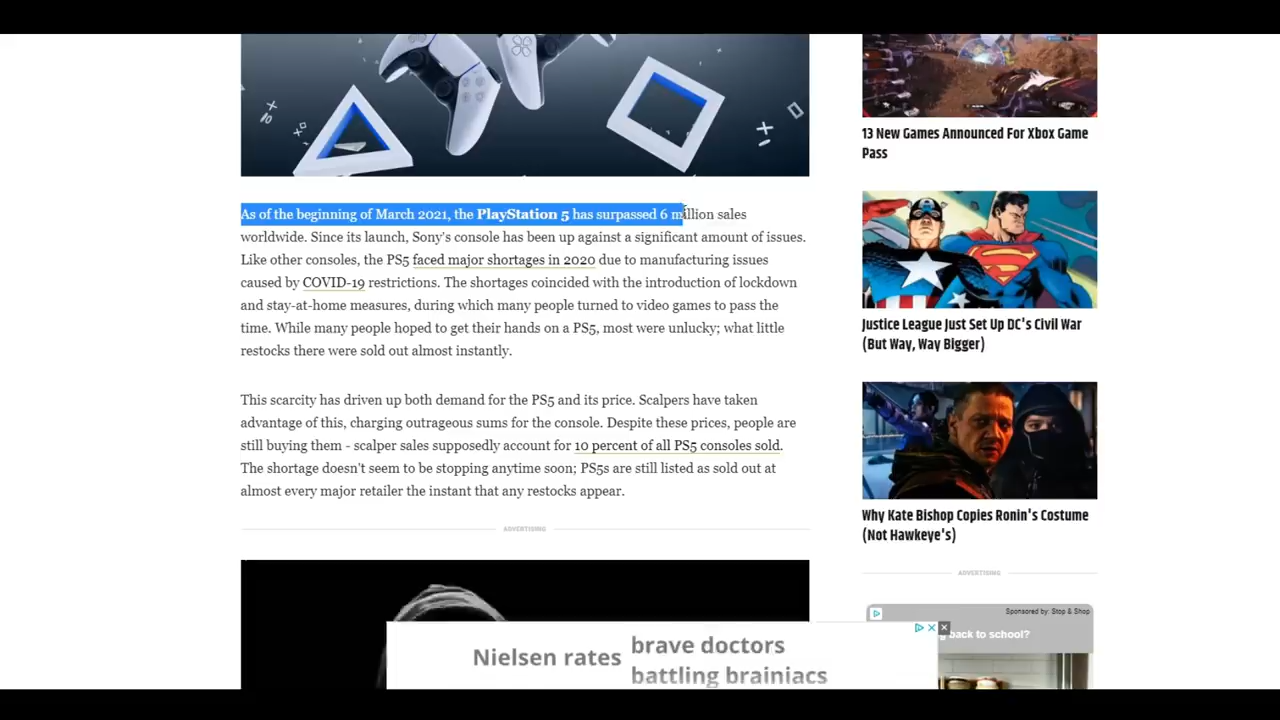 As of the beginning of March 2021, the PlayStation 5 has surpassed 6 million sales
worldwide. Since its launch, Sony's console has been up against a significant amount of issues.
Like other consoles, the PS5 faced major shortages in 2020 due to manufacturing issues
caused by COVID-19 restrictions. The shortages coincided with the introduction of lockdown
and stay-at-home measures, during which many people turned to video games to pass the
time. While many people hoped to get their hands on a PS5, most were unlucky; what little
restocks there were sold out almost instantly.
This scarcity has driven up both demand for the PS5 and its price. Scalpers have taken
advantage of this, charging outrageous sums for the console. Despite these prices, people are
still buying them - scalper sales supposedly account for 10 percent of all PS5 consoles sold.
The shortage doesn't seem to be stopping anytime soon; PS5s are still listed as sold out at
almost every major retailer the instant that any restocks appear.
ADVERTISING
13 New Games Announced For Xbox Game
Pass
Justice League Just Set Up DC's Civil War
(But Way, Way Bigger)
Why Kate Bishop Copies Ronin's Costume
(Not Hawkeye's)
ADVERTISING
Sponsored by: Stop & Shop
back to school?
Nielsen rates
brave doctors
battling brainiacs